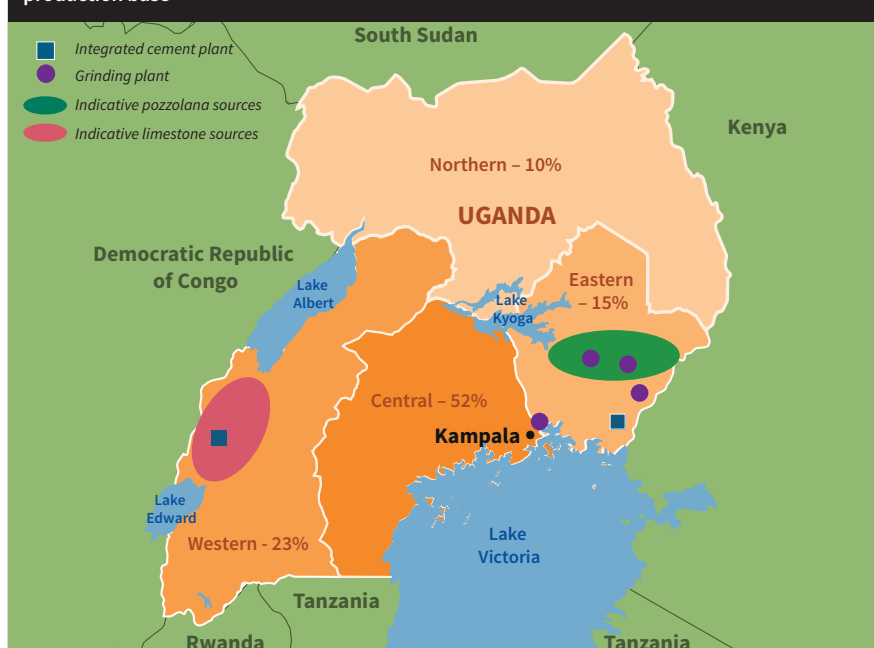 production base
South Sudan
Integrated cement plant
Grinding plant
Indicative pozzolana sources
Indicative limestone sources
Kenya
Northern – 10%
UGANDA
Democratic Republic
of Congo
Eastern
– 15%
Lake
Albert
Lake
Kyoga
Central – 52%
Kampala
Lake
Edward
Western - 23%
Lake
Victoria
Tanzania
Rwanda
Tanzania